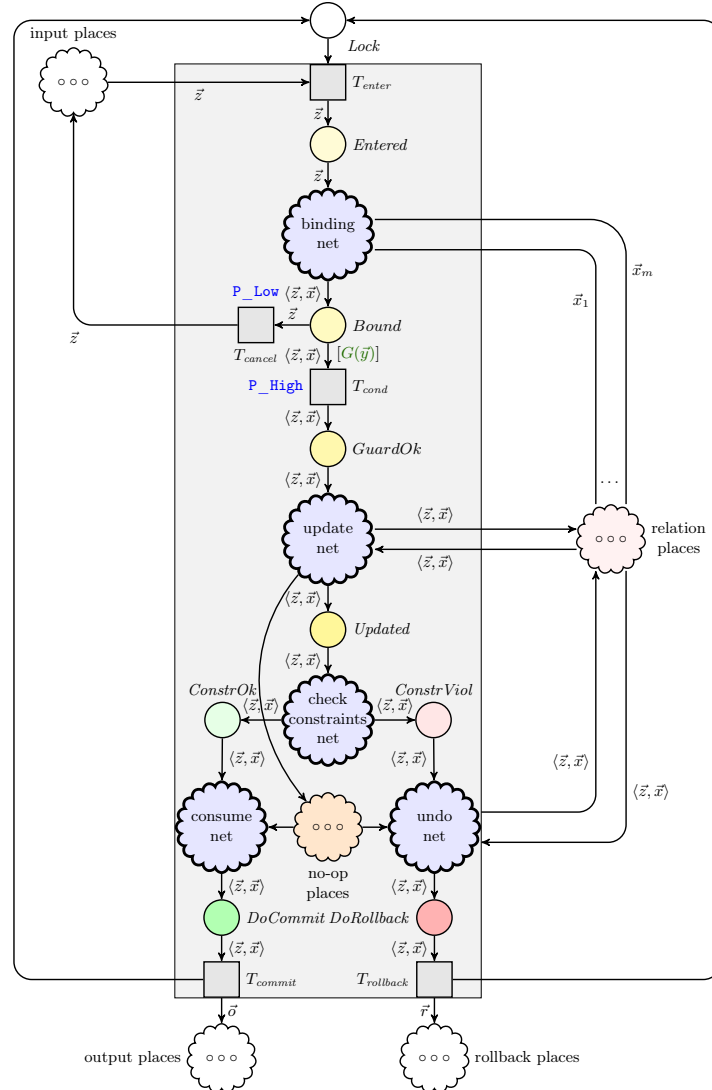 input places
Lock
T_enter
z⃗
z⃗
Entered
z⃗
binding
net
x⃗_m
x⃗_1
P_Low
⟨z⃗, x⃗⟩
z⃗
Bound
z⃗
T_cancel
⟨z⃗, x⃗⟩
[G(y⃗)]
P_High
T_cond
⟨z⃗, x⃗⟩
GuardOk
⟨z⃗, x⃗⟩
...
update
net
⟨z⃗, x⃗⟩
⟨z⃗, x⃗⟩
relation
places
⟨z⃗, x⃗⟩
Updated
⟨z⃗, x⃗⟩
ConstrOk
ConstrViol
⟨z⃗, x⃗⟩
check
constraints
net
⟨z⃗, x⃗⟩
⟨z⃗, x⃗⟩
⟨z⃗, x⃗⟩
⟨z⃗, x⃗⟩
⟨z⃗, x⃗⟩
consume
net
undo
net
no-op
places
⟨z⃗, x⃗⟩
⟨z⃗, x⃗⟩
DoCommit DoRollback
⟨z⃗, x⃗⟩
⟨z⃗, x⃗⟩
T_commit
T_rollback
o⃗
r⃗
output places
rollback places